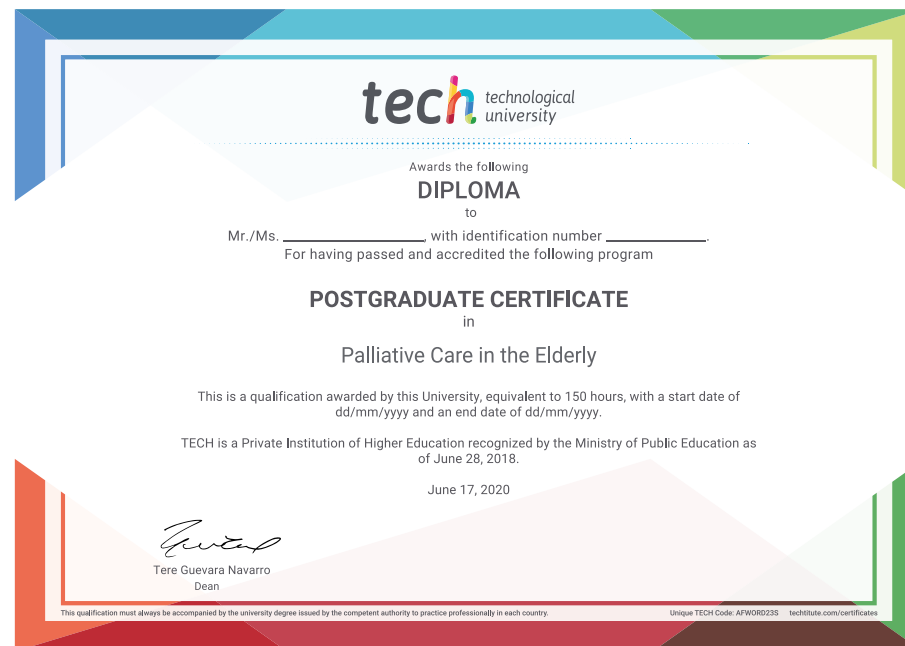 tech technological
university
Awards the following
DIPLOMA
to
Mr./Ms. ____________________, with identification number ______________.
For having passed and accredited the following program
POSTGRADUATE CERTIFICATE
in
Palliative Care in the Elderly
This is a qualification awarded by this University, equivalent to 150 hours, with a start date of
dd/mm/yyyy and an end date of dd/mm/yyyy.
TECH is a Private Institution of Higher Education recognized by the Ministry of Public Education as
of June 28, 2018.
June 17, 2020
Tere Guevara Navarro
Dean
This qualification must always be accompanied by the university degree issued by the competent authority to practice professionally in each country. Unique TECH Code: AFWORD23S techtitute.com/certificates